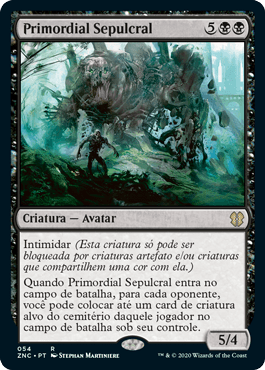 Primordial Sepulcral 5
Criatura — Avatar
Intimidar (Esta criatura só pode ser
bloqueada por criaturas artefato e/ou criaturas
que compartilhem uma cor com ela.)
Quando Primordial Sepulcral entra no
campo de batalha, para cada oponente,
você pode colocar até um card de criatura
alvo do cemitério daquele jogador no
campo de batalha sob seu controle.
5/4
054 R
ZNC • PT Stephan Martiniere
™ & © 2020 Wizards of the Coast